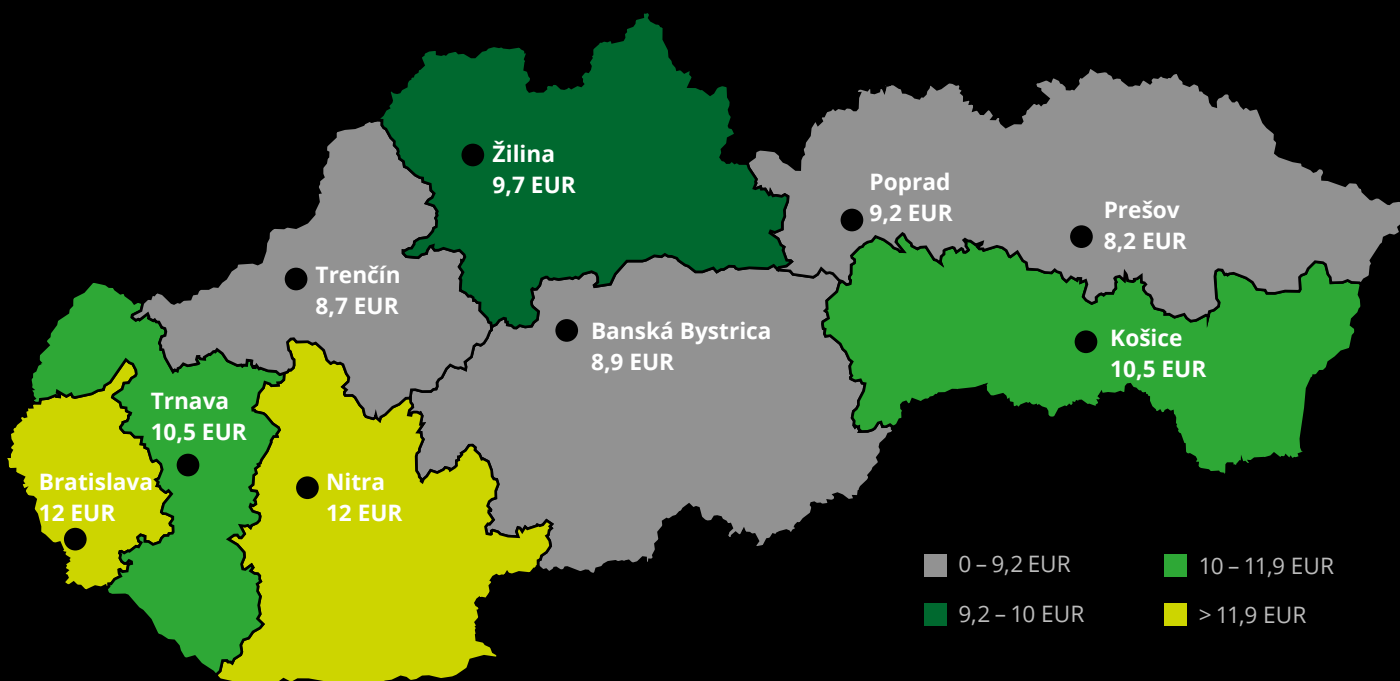 Žilina
9,7 EUR
Poprad
9,2 EUR
Prešov
8,2 EUR
Trenčín
8,7 EUR
Banská Bystrica
8,9 EUR
Košice
10,5 EUR
Trnava
10,5 EUR
Bratislava
12 EUR
Nitra
12 EUR
0 – 9,2 EUR
10 – 11,9 EUR
9,2 – 10 EUR
> 11,9 EUR